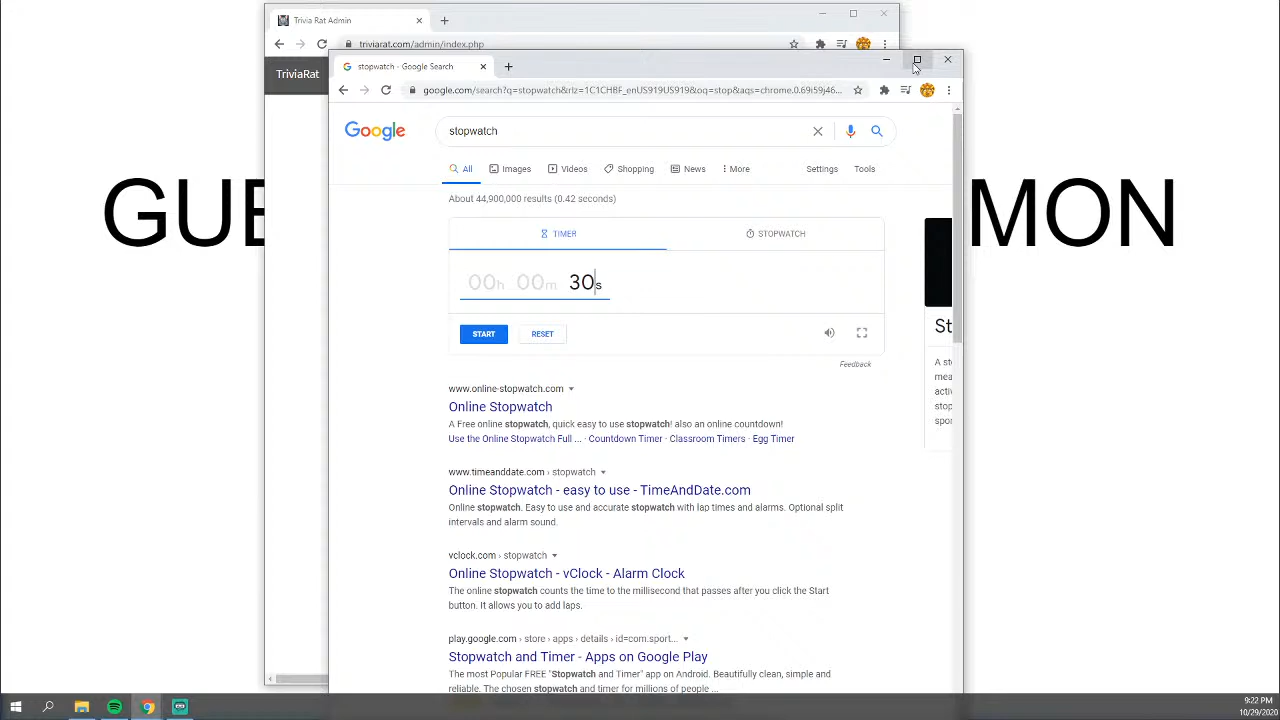 Trivia Rat Admin
triviarat.com/admin/index.php
TriviaRat
stopwatch - Google Search
google.com/search?q=stopwatch&rlz=1C1CHBF_enUS919US919&oq=stop&aqs=chrome.0.69i59j46...
Google
stopwatch
All Images Videos Shopping News More Settings Tools
About 44,900,000 results (0.42 seconds)
GUE
MON
TIMER STOPWATCH
00h 00m 30s
START RESET
Feedback
St
A st
mea
activ
stop
spor
www.online-stopwatch.com
Online Stopwatch
A Free online stopwatch, quick easy to use stopwatch! also an online countdown!
Use the Online Stopwatch Full ... · Countdown Timer · Classroom Timers · Egg Timer
www.timeanddate.com › stopwatch
Online Stopwatch - easy to use - TimeAndDate.com
Online stopwatch. Easy to use and accurate stopwatch with lap times and alarms. Optional split
intervals and alarm sound.
vclock.com › stopwatch
Online Stopwatch - vClock - Alarm Clock
The online stopwatch counts the time to the millisecond that passes after you click the Start
button. It allows you to add laps.
play.google.com › store › apps › details › id=com.sport...
Stopwatch and Timer - Apps on Google Play
The most Popular FREE "Stopwatch and Timer" app on Android. Beautifully clean, simple and
reliable. The chosen stopwatch and timer for millions of people ...
9:22 PM
10/29/2020